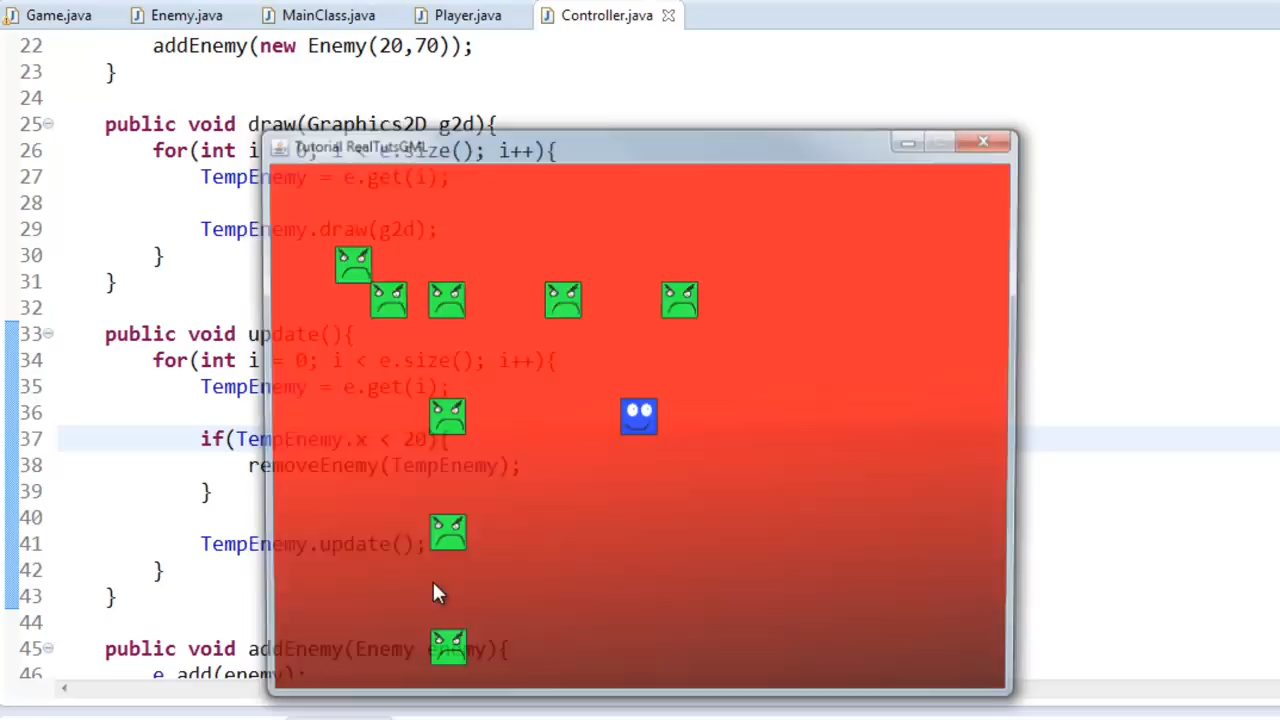 Game.java Enemy.java MainClass.java Player.java Controller.java
22 addEnemy(new Enemy(20,70));
23 }
24
25 public void draw(Graphics2D g2d){
Tutorial RealTutsGML
26 for(int i = 0; i < e.size(); i++){
27 TempEnemy = e.get(i);
28
29 TempEnemy.draw(g2d);
30 }
31 }
32
33 public void update(){
34 for(int i = 0; i < e.size(); i++){
35 TempEnemy = e.get(i);
36
37 if(TempEnemy.x < 20){
38 removeEnemy(TempEnemy);
39 }
40
41 TempEnemy.update();
42 }
43 }
44
45 public void addEnemy(Enemy enemy){
46 e.add(enemy);